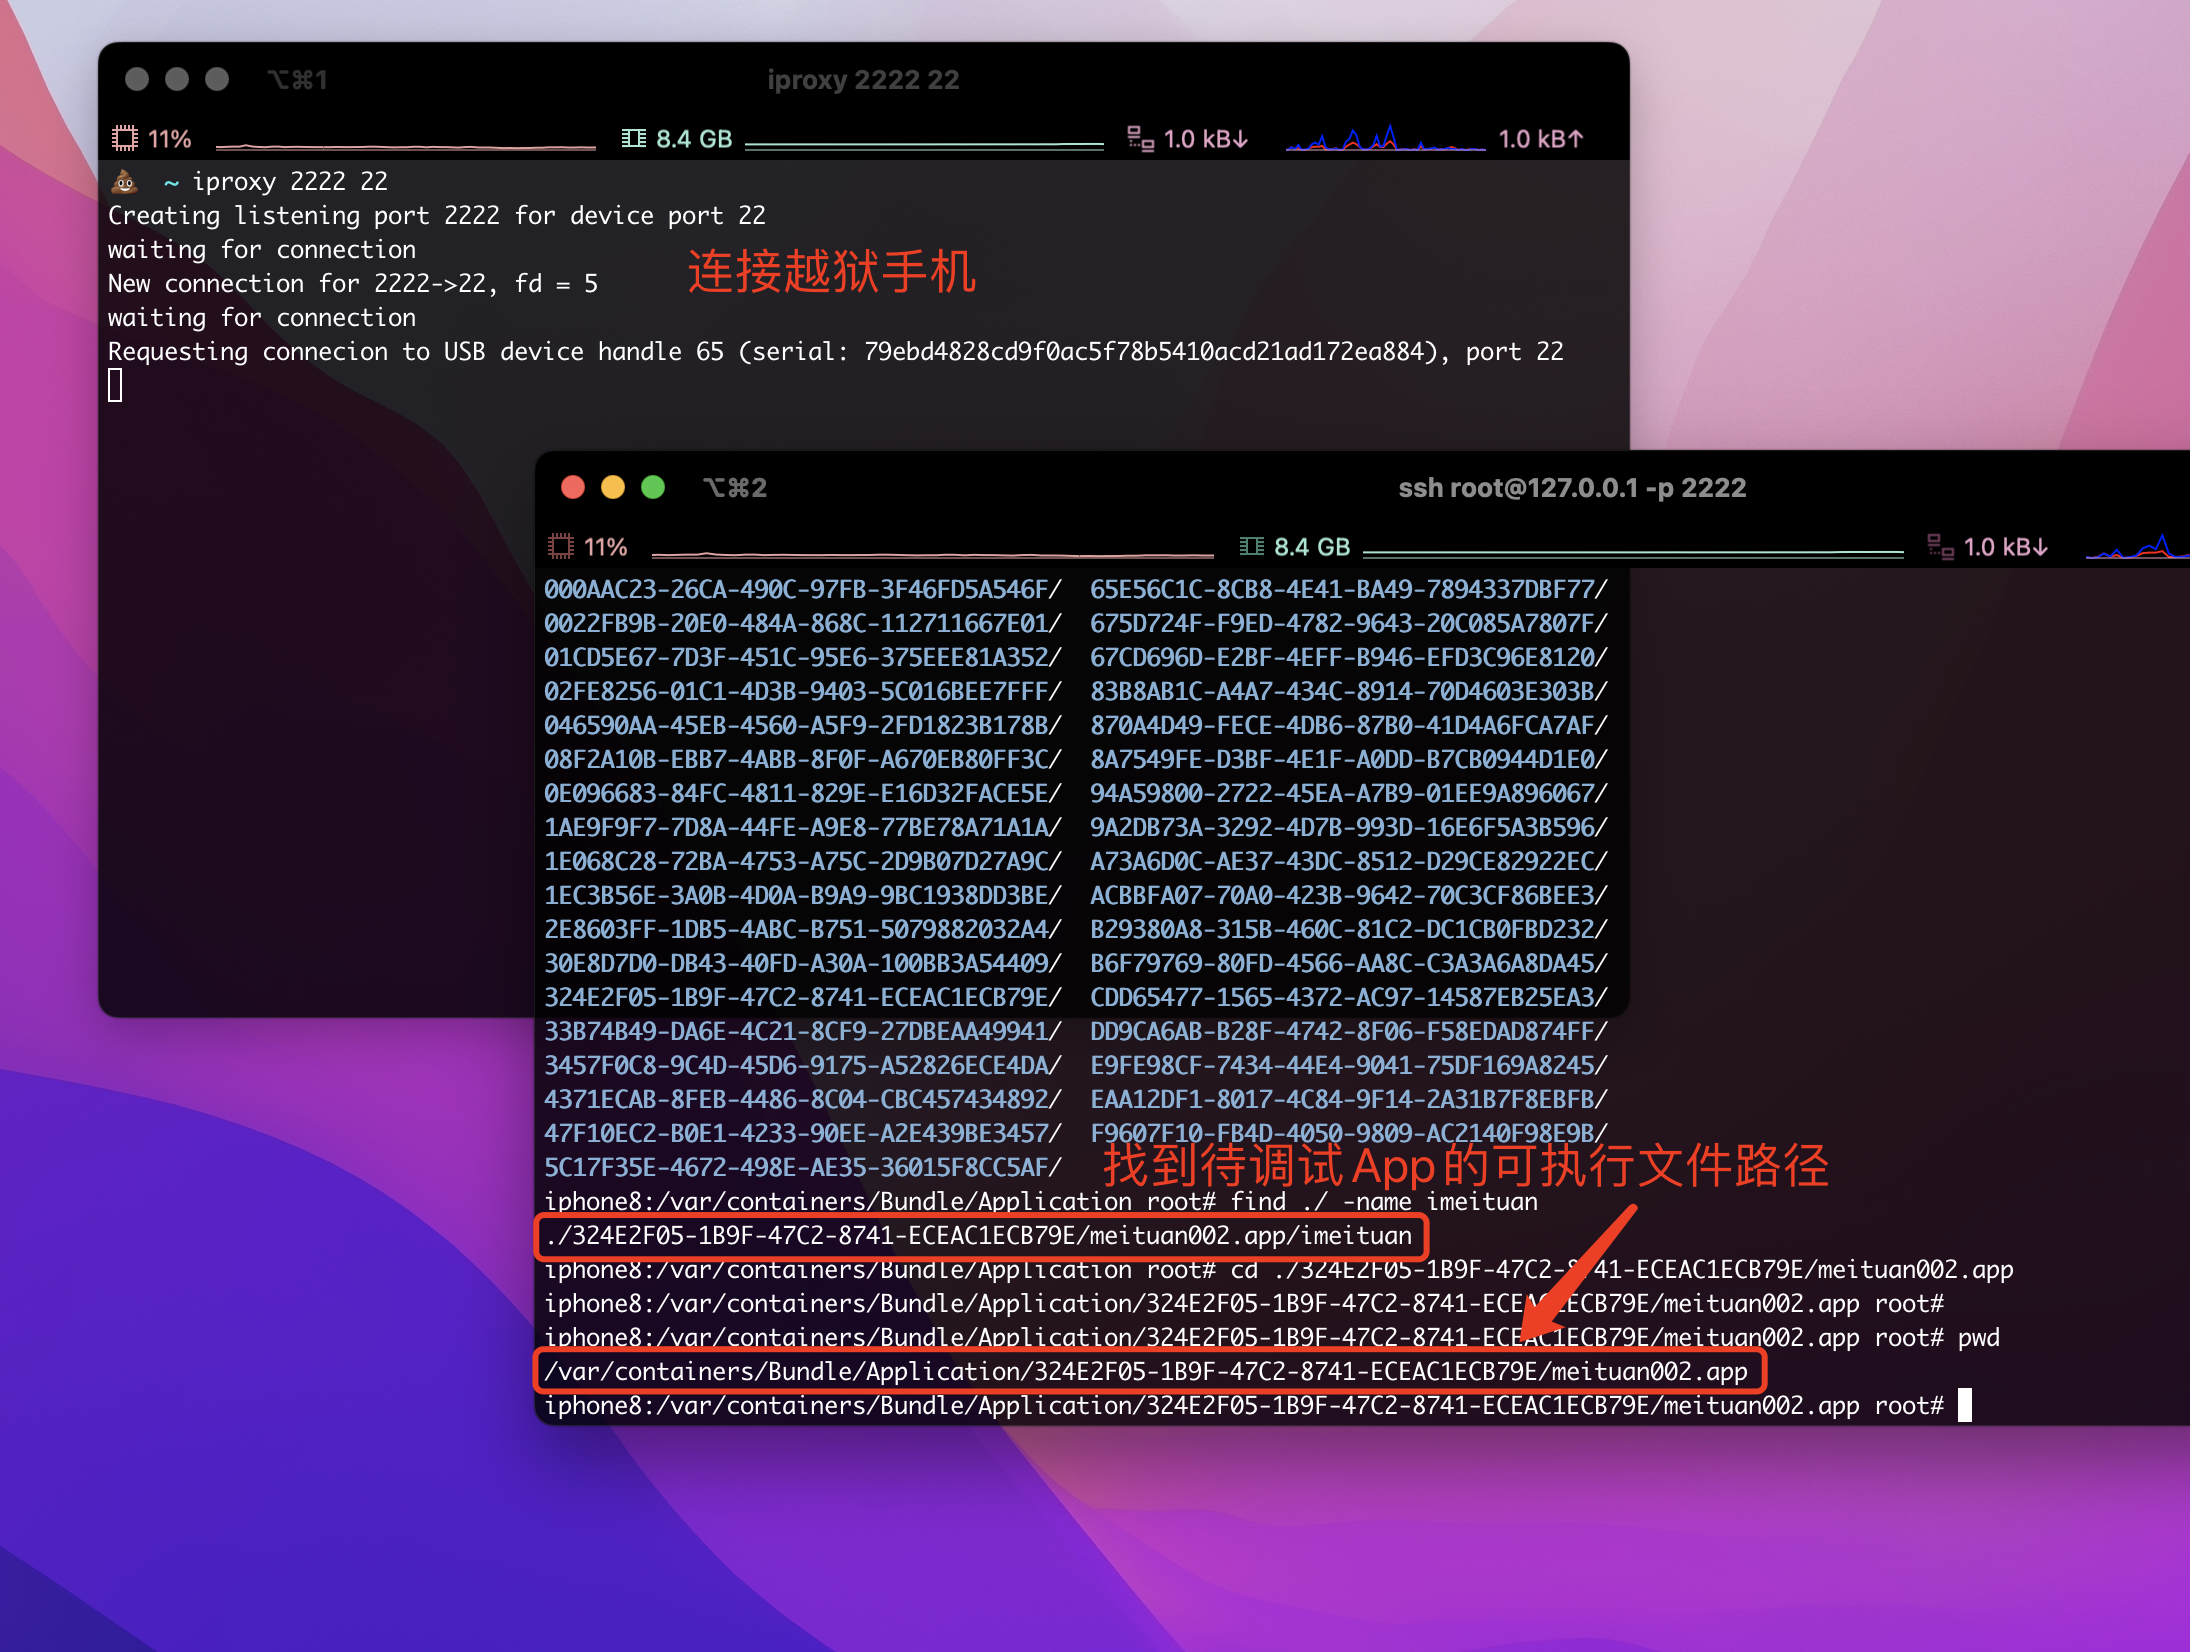 ⌥⌘1
iproxy 2222 22
11%
8.4 GB
1.0 kB↓
1.0 kB↑
💩 ~ iproxy 2222 22
Creating listening port 2222 for device port 22
waiting for connection
New connection for 2222->22, fd = 5
连接越狱手机
waiting for connection
Requesting connecion to USB device handle 65 (serial: 79ebd4828cd9f0ac5f78b5410acd21ad172ea884), port 22
⌥⌘2
ssh root@127.0.0.1 -p 2222
11%
8.4 GB
1.0 kB↓
000AAC23-26CA-490C-97FB-3F46FD5A546F/ 65E56C1C-8CB8-4E41-BA49-7894337DBF77/
0022FB9B-20E0-484A-868C-112711667E01/ 675D724F-F9ED-4782-9643-20C085A7807F/
01CD5E67-7D3F-451C-95E6-375EEE81A352/ 67CD696D-E2BF-4EFF-B946-EFD3C96E8120/
02FE8256-01C1-4D3B-9403-5C016BEE7FFF/ 83B8AB1C-A4A7-434C-8914-70D4603E303B/
046590AA-45EB-4560-A5F9-2FD1823B178B/ 870A4D49-FECE-4DB6-87B0-41D4A6FCA7AF/
08F2A10B-EBB7-4ABB-8F0F-A670EB80FF3C/ 8A7549FE-D3BF-4E1F-A0DD-B7CB0944D1E0/
0E096683-84FC-4811-829E-E16D32FACE5E/ 94A59800-2722-45EA-A7B9-01EE9A896067/
1AE9F9F7-7D8A-44FE-A9E8-77BE78A71A1A/ 9A2DB73A-3292-4D7B-993D-16E6F5A3B596/
1E068C28-72BA-4753-A75C-2D9B07D27A9C/ A73A6D0C-AE37-43DC-8512-D29CE82922EC/
1EC3B56E-3A0B-4D0A-B9A9-9BC1938DD3BE/ ACBBFA07-70A0-423B-9642-70C3CF86BEE3/
2E8603FF-1DB5-4ABC-B751-5079882032A4/ B29380A8-315B-460C-81C2-DC1CB0FBD232/
30E8D7D0-DB43-40FD-A30A-100BB3A54409/ B6F79769-80FD-4566-AA8C-C3A3A6A8DA45/
324E2F05-1B9F-47C2-8741-ECEAC1ECB79E/ CDD65477-1565-4372-AC97-14587EB25EA3/
33B74B49-DA6E-4C21-8CF9-27DBEAA49941/ DD9CA6AB-B28F-4742-8F06-F58EDAD874FF/
3457F0C8-9C4D-45D6-9175-A52826ECE4DA/ E9FE98CF-7434-44E4-9041-75DF169A8245/
4371ECAB-8FEB-4486-8C04-CBC457434892/ EAA12DF1-8017-4C84-9F14-2A31B7F8EBFB/
47F10EC2-B0E1-4233-90EE-A2E439BE3457/ F9607F10-FB4D-4050-9809-AC2140F98E9B/
5C17F35E-4672-498E-AE35-36015F8CC5AF/
找到待调试App的可执行文件路径
iphone8:/var/containers/Bundle/Application root# find ./ -name imeituan
./324E2F05-1B9F-47C2-8741-ECEAC1ECB79E/meituan002.app/imeituan
iphone8:/var/containers/Bundle/Application root# cd ./324E2F05-1B9F-47C2-8741-ECEAC1ECB79E/meituan002.app
iphone8:/var/containers/Bundle/Application/324E2F05-1B9F-47C2-8741-ECEAC1ECB79E/meituan002.app root#
iphone8:/var/containers/Bundle/Application/324E2F05-1B9F-47C2-8741-ECEAC1ECB79E/meituan002.app root# pwd
/var/containers/Bundle/Application/324E2F05-1B9F-47C2-8741-ECEAC1ECB79E/meituan002.app
iphone8:/var/containers/Bundle/Application/324E2F05-1B9F-47C2-8741-ECEAC1ECB79E/meituan002.app root#